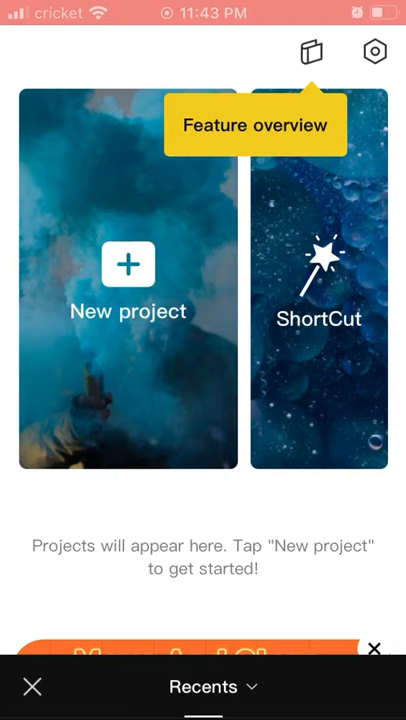 cricket 11:43 PM
Feature overview
New project
ShortCut
Projects will appear here. Tap "New project"
to get started!
Recents